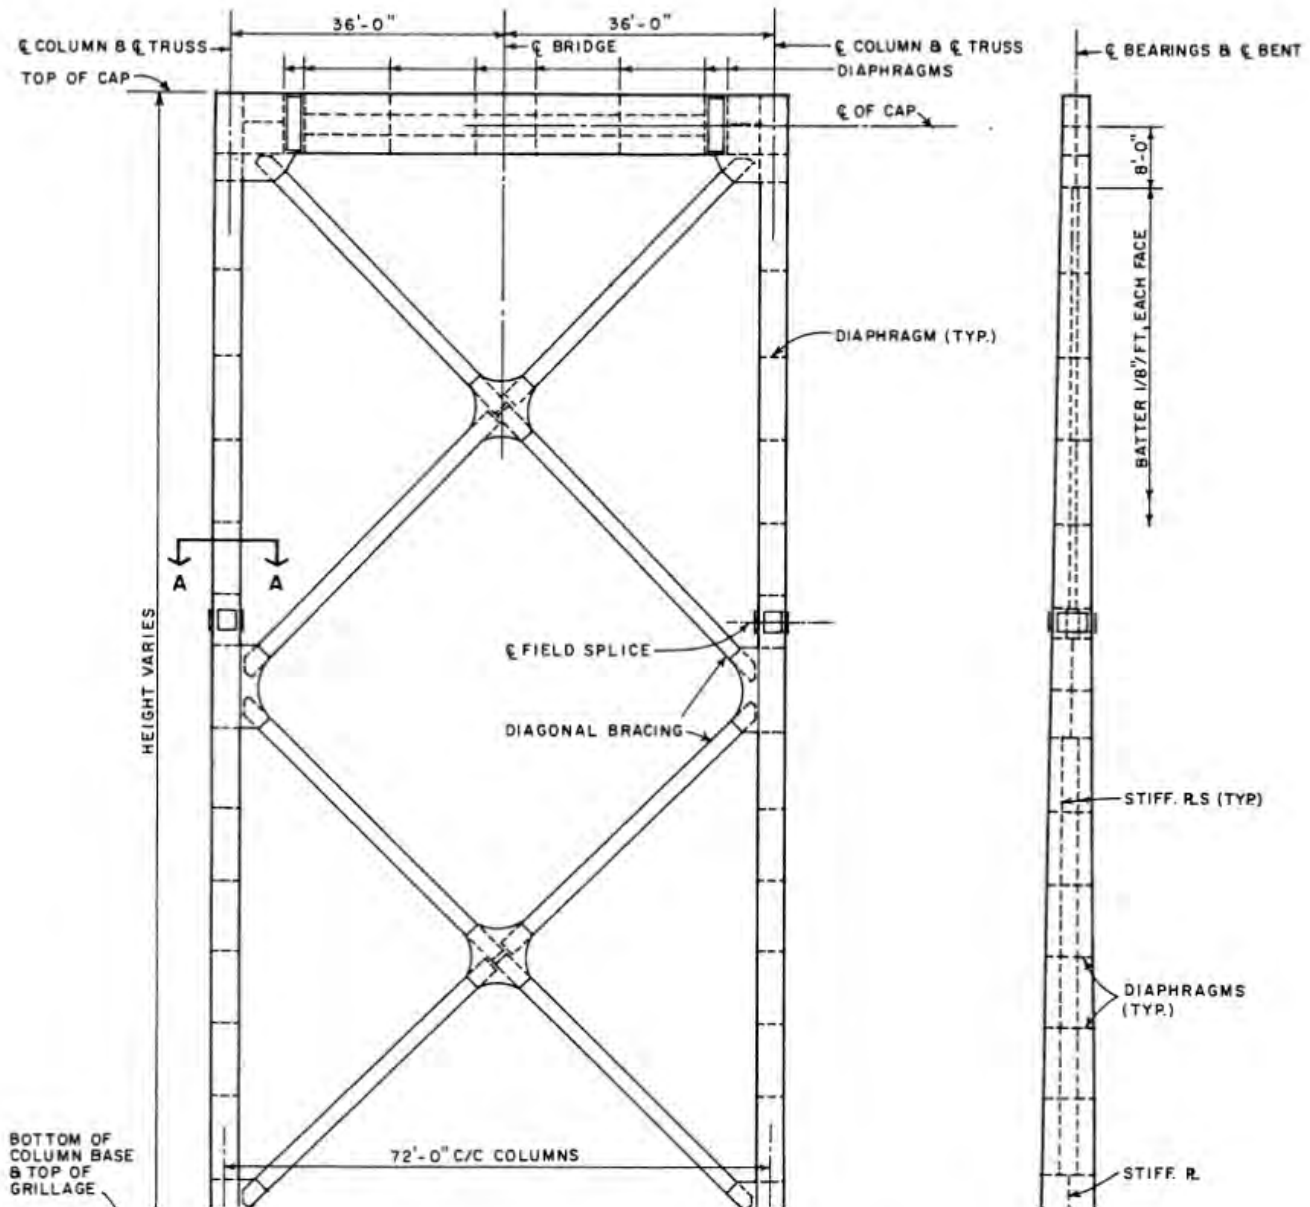 36'-0" 36'-0"
℄ COLUMN & ℄ TRUSS
℄ BRIDGE
℄ COLUMN & ℄ TRUSS
℄ BEARINGS & ℄ BENT
TOP OF CAP
DIAPHRAGMS
℄ OF CAP
8'-0"
BATTER 1/8"/FT, EACH FACE
DIAPHRAGM (TYP.)
A A
HEIGHT VARIES
℄ FIELD SPLICE
DIAGONAL BRACING
STIFF. ℞S (TYP.)
DIAPHRAGMS
(TYP.)
BOTTOM OF
COLUMN BASE
& TOP OF
GRILLAGE
72'-0" C/C COLUMNS
STIFF. ℞